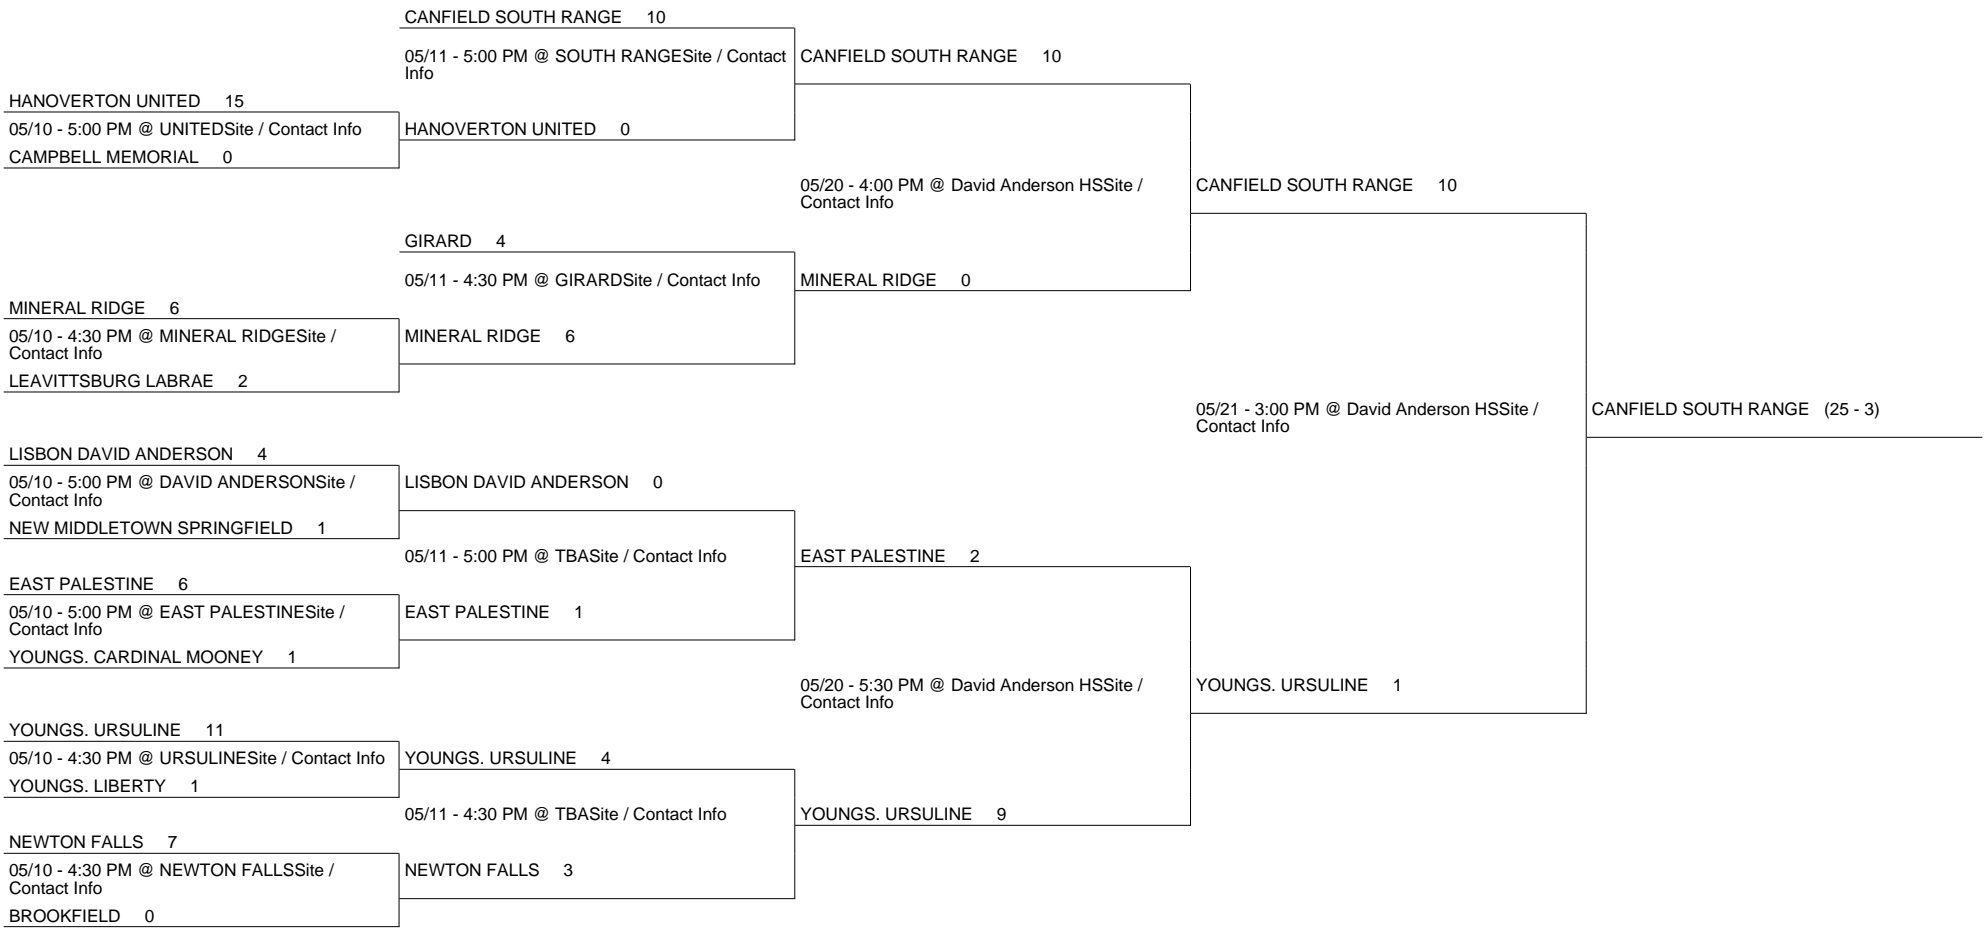 CANFIELD SOUTH RANGE 10
05/11 - 5:00 PM @ SOUTH RANGESite / Contact
Info
CANFIELD SOUTH RANGE 10
HANOVERTON UNITED 15
05/10 - 5:00 PM @ UNITEDSite / Contact Info
HANOVERTON UNITED 0
CAMPBELL MEMORIAL 0
05/20 - 4:00 PM @ David Anderson HSSite /
Contact Info
CANFIELD SOUTH RANGE 10
GIRARD 4
05/11 - 4:30 PM @ GIRARDSite / Contact Info
MINERAL RIDGE 0
MINERAL RIDGE 6
05/10 - 4:30 PM @ MINERAL RIDGESite /
Contact Info
MINERAL RIDGE 6
LEAVITTSBURG LABRAE 2
05/21 - 3:00 PM @ David Anderson HSSite /
Contact Info
CANFIELD SOUTH RANGE (25 - 3)
LISBON DAVID ANDERSON 4
05/10 - 5:00 PM @ DAVID ANDERSONSite /
Contact Info
LISBON DAVID ANDERSON 0
NEW MIDDLETOWN SPRINGFIELD 1
05/11 - 5:00 PM @ TBASite / Contact Info
EAST PALESTINE 2
EAST PALESTINE 6
05/10 - 5:00 PM @ EAST PALESTINESite /
Contact Info
EAST PALESTINE 1
YOUNGS. CARDINAL MOONEY 1
05/20 - 5:30 PM @ David Anderson HSSite /
Contact Info
YOUNGS. URSULINE 1
YOUNGS. URSULINE 11
05/10 - 4:30 PM @ URSULINESite / Contact Info
YOUNGS. URSULINE 4
YOUNGS. LIBERTY 1
05/11 - 4:30 PM @ TBASite / Contact Info
YOUNGS. URSULINE 9
NEWTON FALLS 7
05/10 - 4:30 PM @ NEWTON FALLSSite /
Contact Info
NEWTON FALLS 3
BROOKFIELD 0